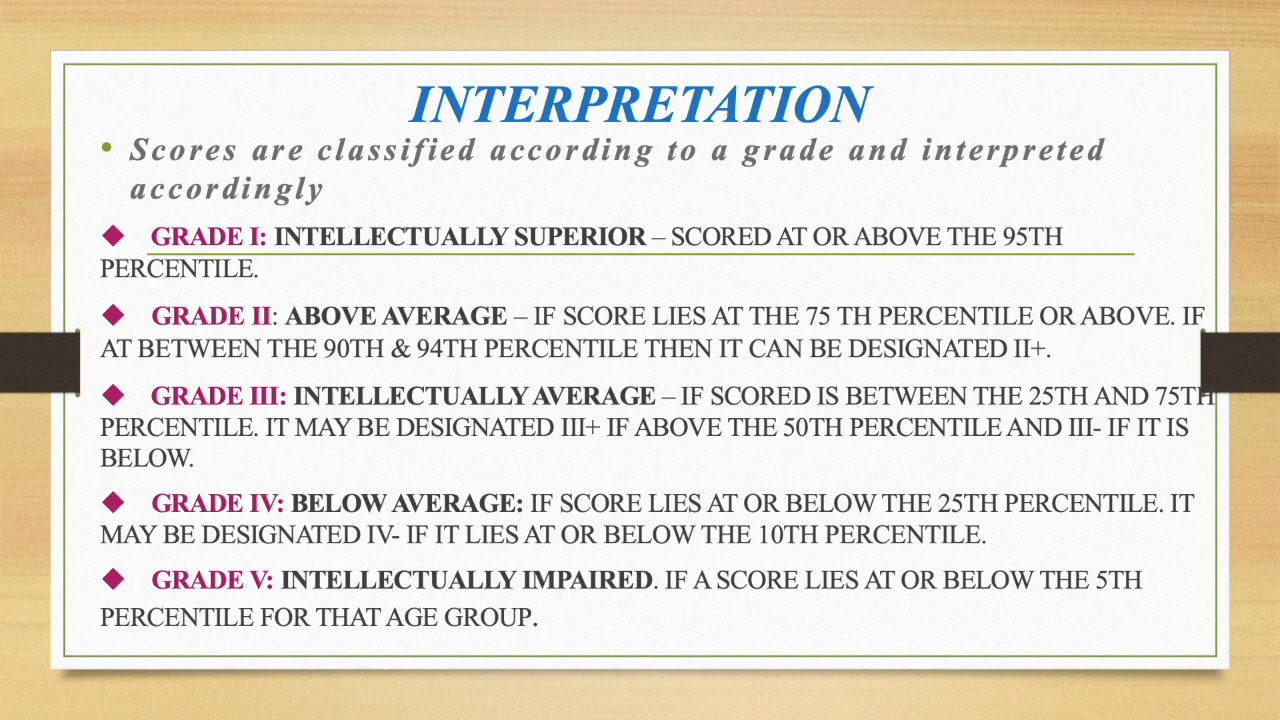 INTERPRETATION
• Scores are classified according to a grade and interpreted
accordingly
◆ GRADE I: INTELLECTUALLY SUPERIOR – SCORED AT OR ABOVE THE 95TH
PERCENTILE.
◆ GRADE II: ABOVE AVERAGE – IF SCORE LIES AT THE 75 TH PERCENTILE OR ABOVE. IF
AT BETWEEN THE 90TH & 94TH PERCENTILE THEN IT CAN BE DESIGNATED II+.
◆ GRADE III: INTELLECTUALLY AVERAGE – IF SCORED IS BETWEEN THE 25TH AND 75TH
PERCENTILE. IT MAY BE DESIGNATED III+ IF ABOVE THE 50TH PERCENTILE AND III- IF IT IS
BELOW.
◆ GRADE IV: BELOW AVERAGE: IF SCORE LIES AT OR BELOW THE 25TH PERCENTILE. IT
MAY BE DESIGNATED IV- IF IT LIES AT OR BELOW THE 10TH PERCENTILE.
◆ GRADE V: INTELLECTUALLY IMPAIRED. IF A SCORE LIES AT OR BELOW THE 5TH
PERCENTILE FOR THAT AGE GROUP.